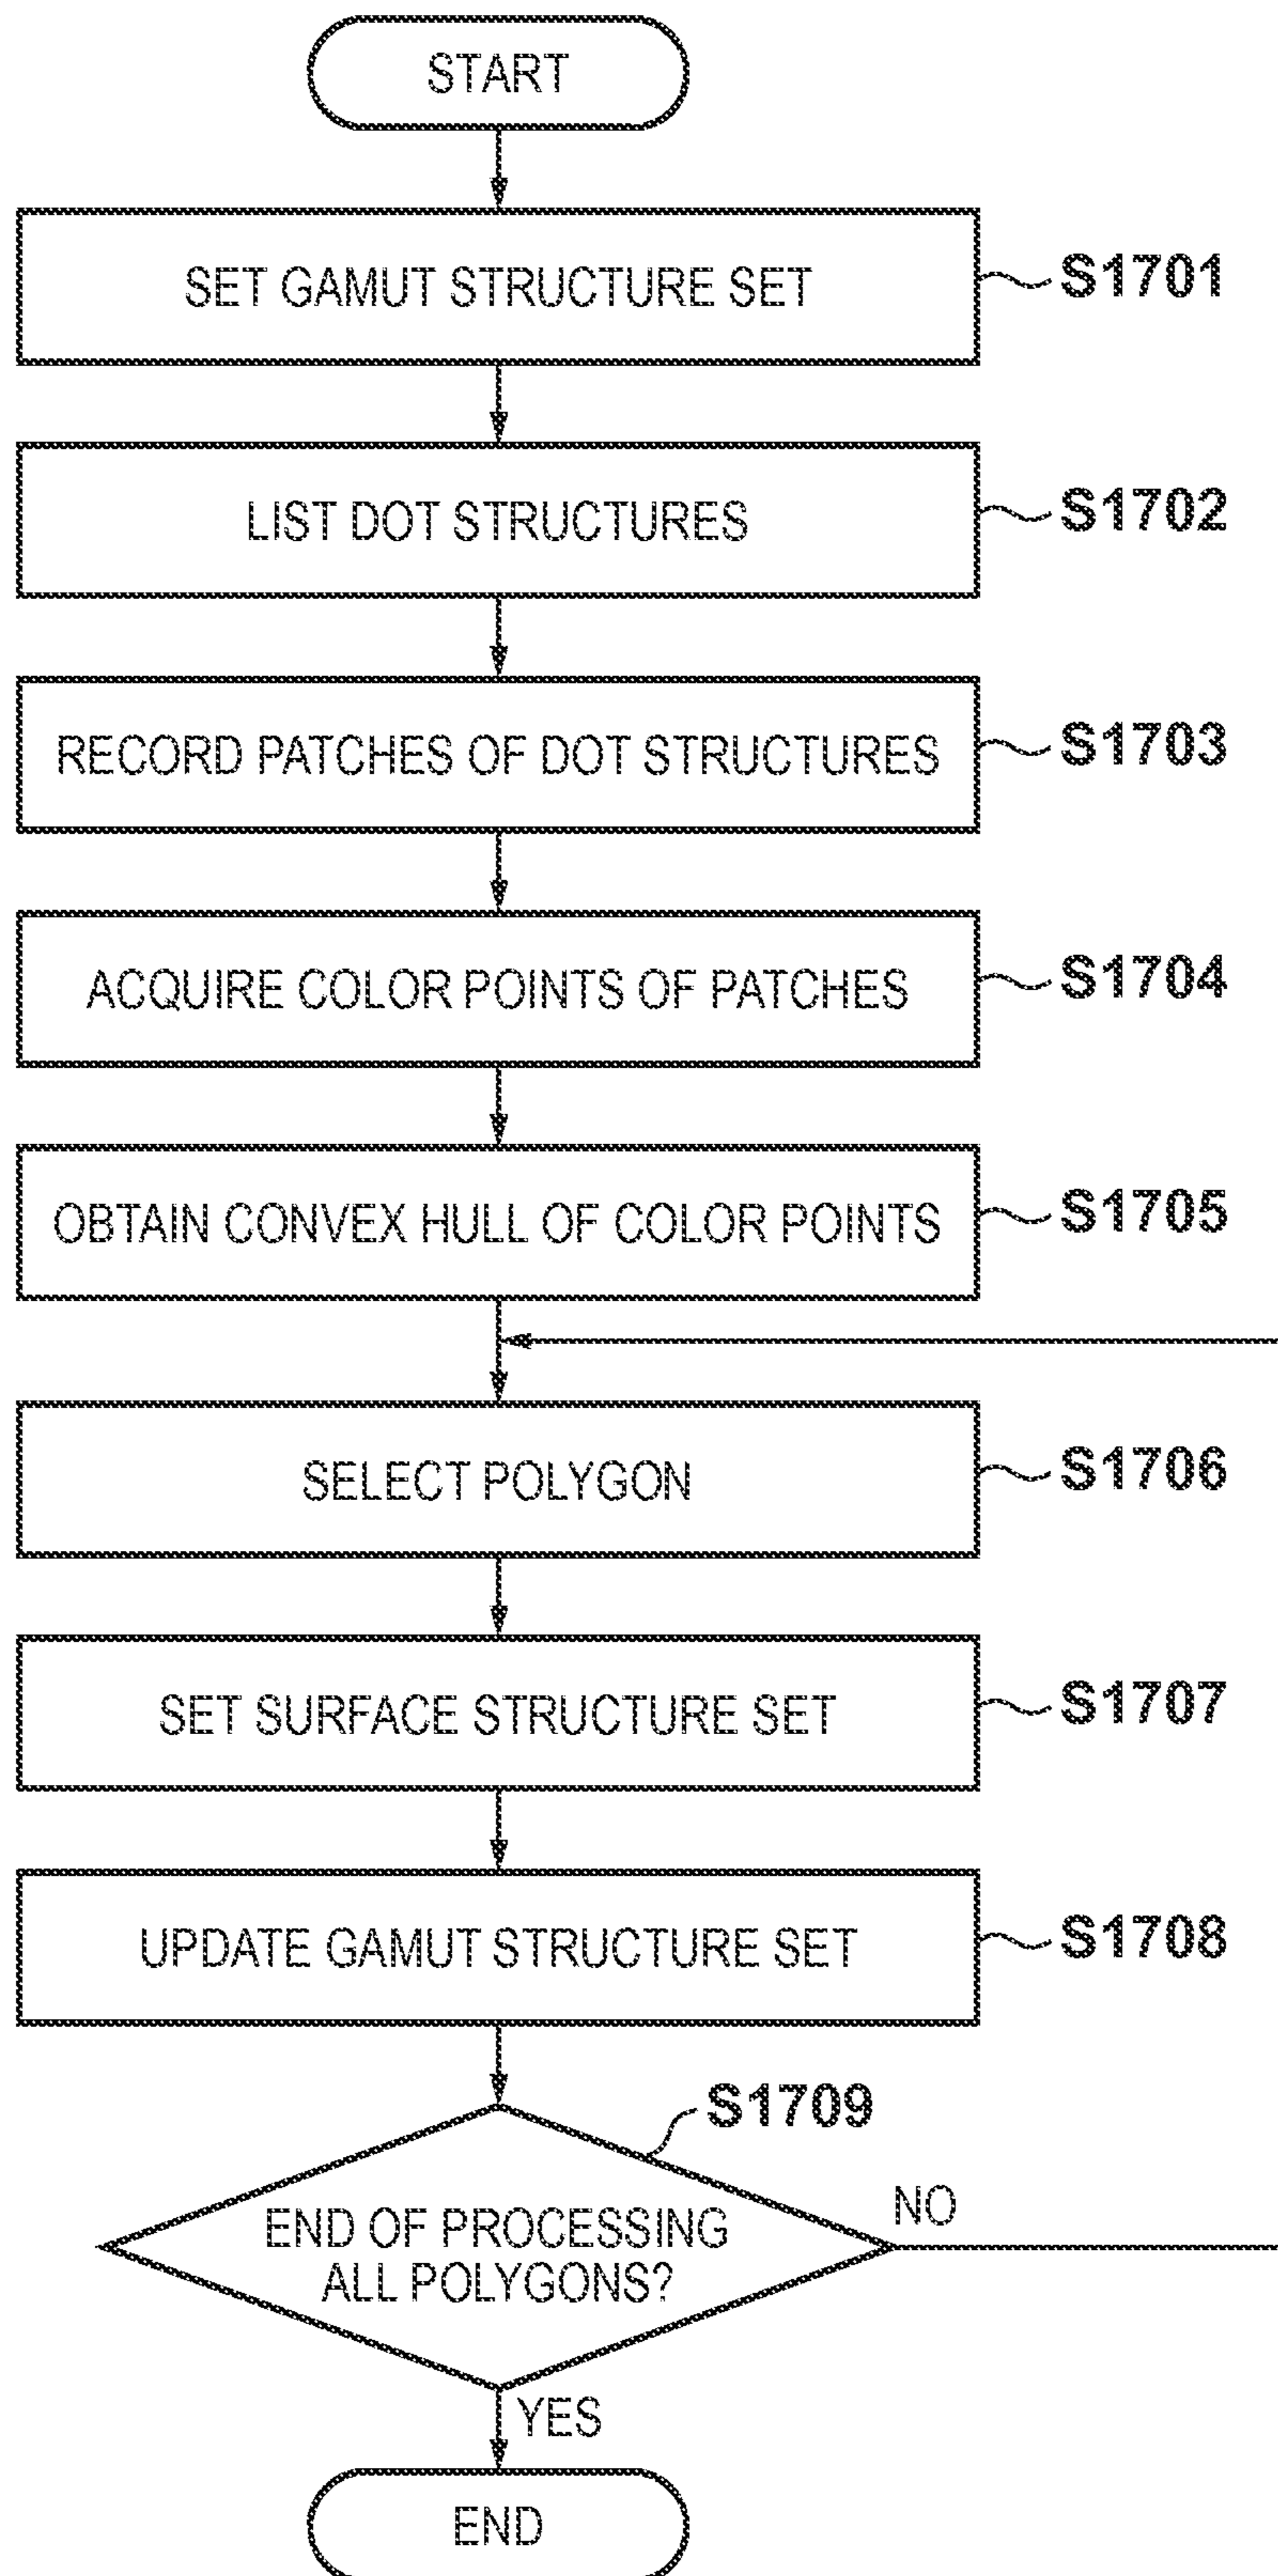 START
SET GAMUT STRUCTURE SET
S1701
LIST DOT STRUCTURES
S1702
RECORD PATCHES OF DOT STRUCTURES
S1703
ACQUIRE COLOR POINTS OF PATCHES
S1704
OBTAIN CONVEX HULL OF COLOR POINTS
S1705
SELECT POLYGON
S1706
SET SURFACE STRUCTURE SET
S1707
UPDATE GAMUT STRUCTURE SET
S1708
S1709
END OF PROCESSING
ALL POLYGONS?
NO
YES
END